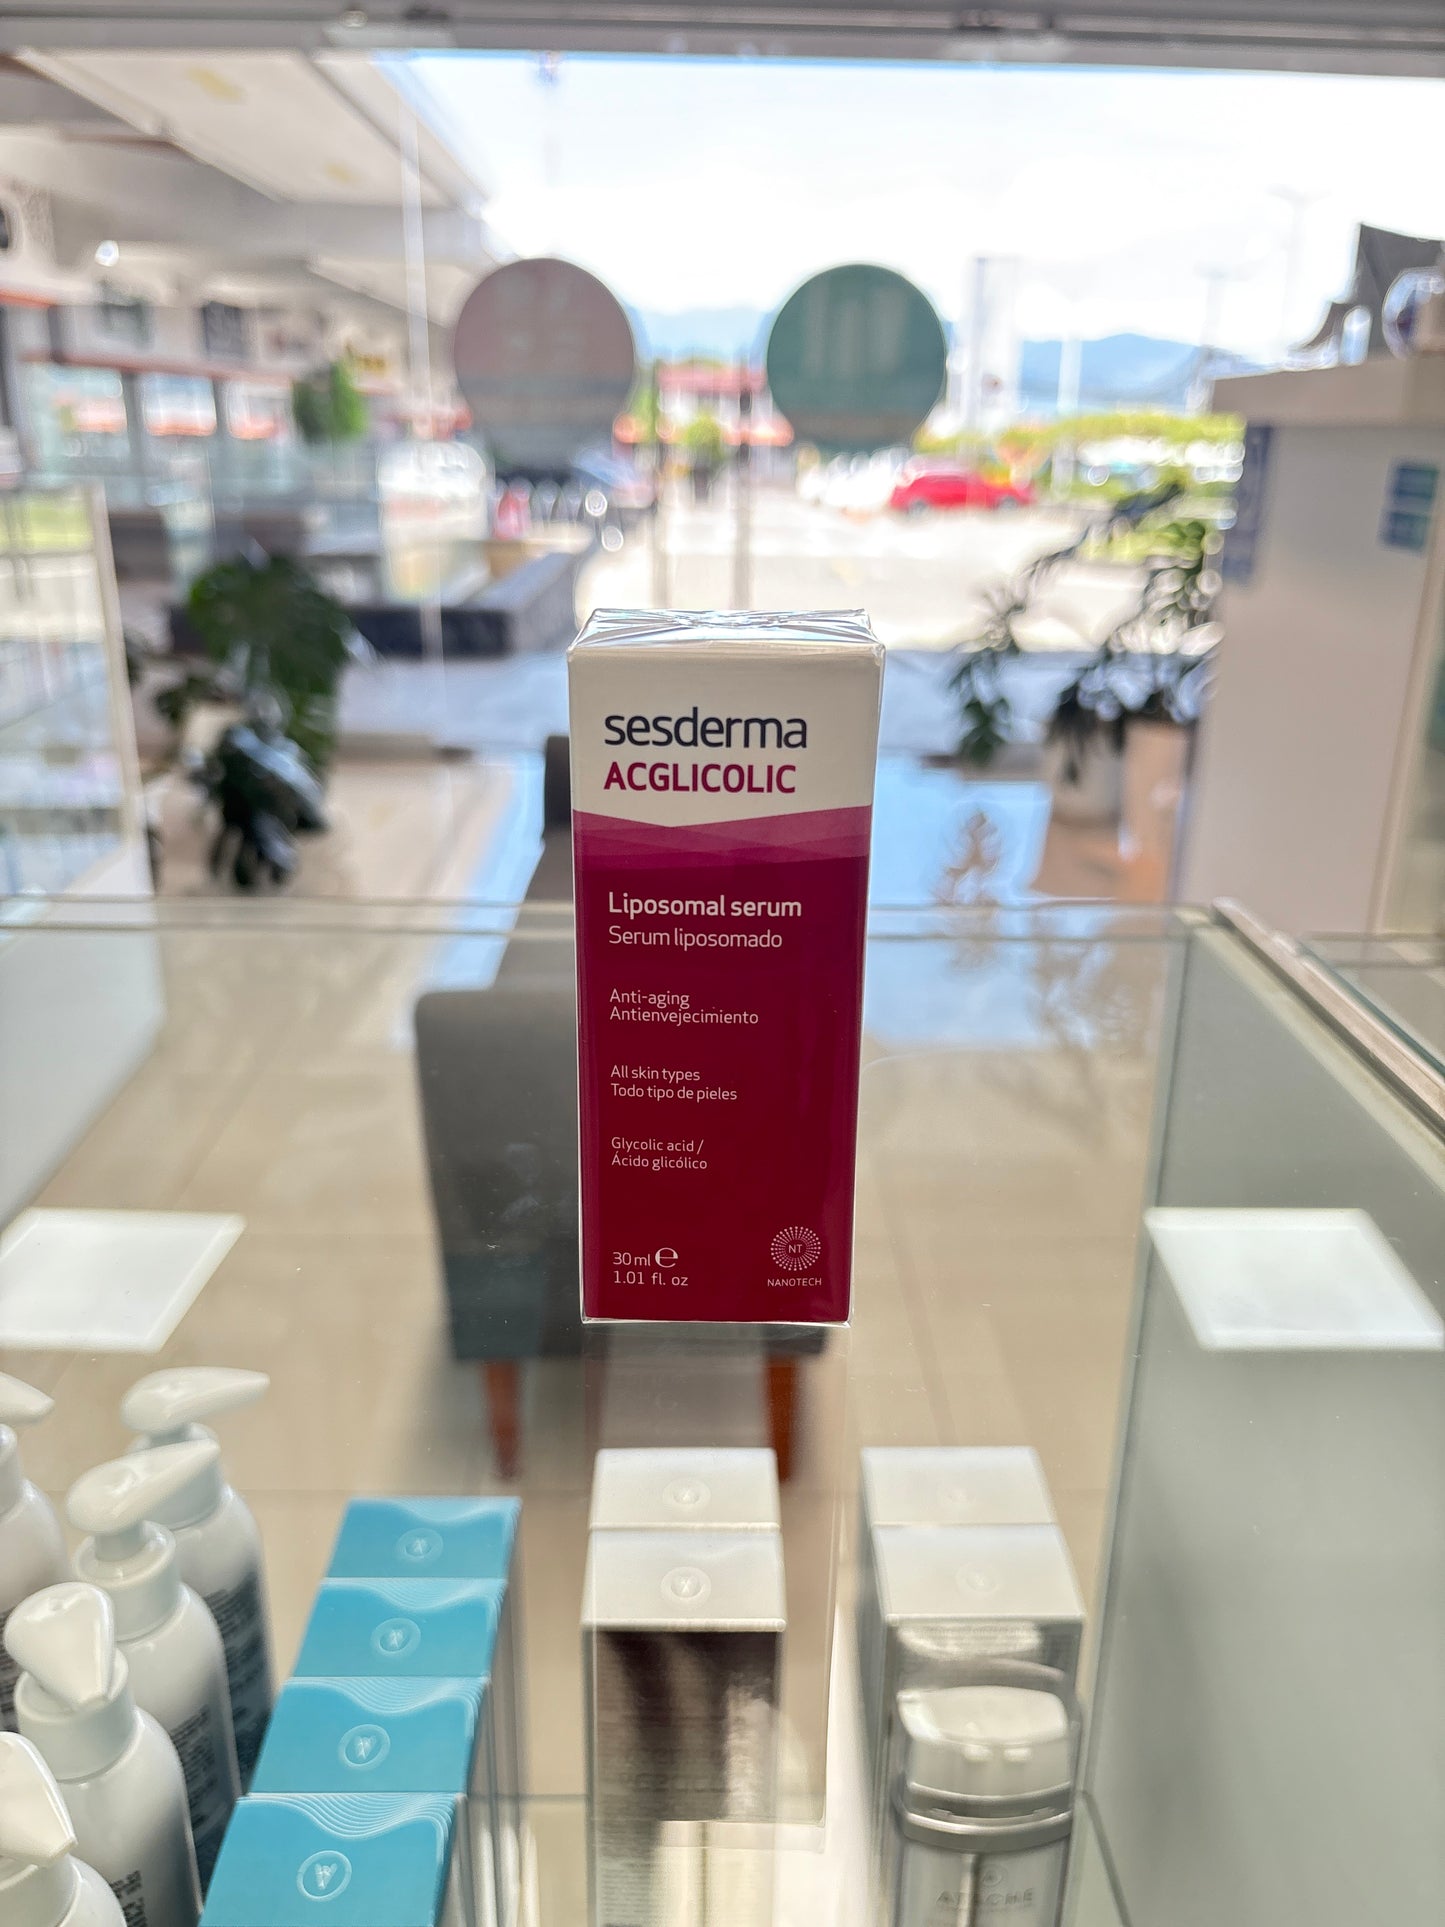 sesderma
ACGLICOLIC
Liposomal serum
Serum liposomado
Anti-aging
Antienvejecimiento
All skin types
Todo tipo de pieles
Glycolic acid /
Ácido glicólico
30 ml ℮
1.01 fl. oz
NT
NANOTECH